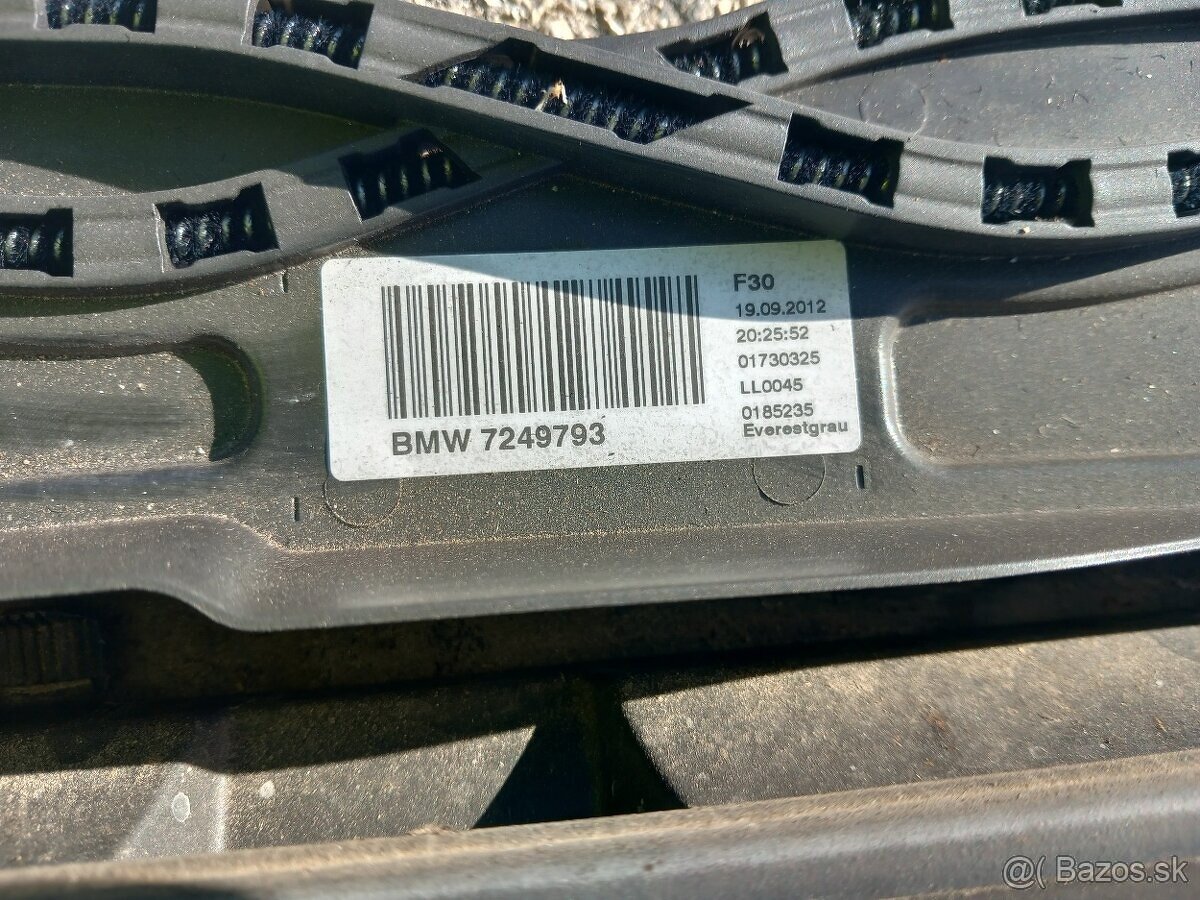 F30
19.09.2012
20:25:52
01730325
LL0045
0185235
Everestgrau
BMW 7249793
@( Bazos.sk